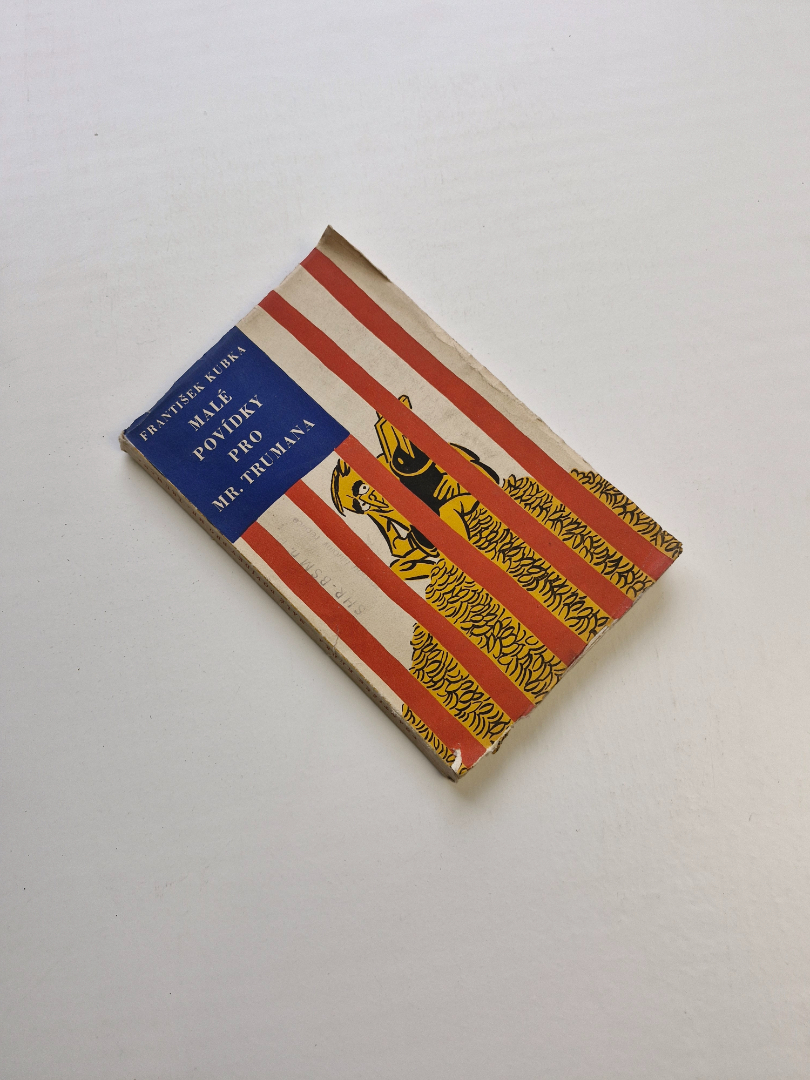 FRANTIŠEK KUBKA
MALÉ
POVÍDKY
PRO
MR. TRUMANA